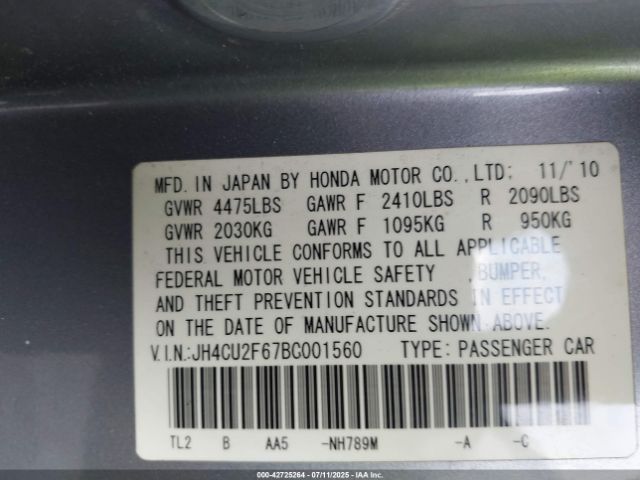 MFD. IN JAPAN BY HONDA MOTOR CO., LTD; 11/'10
GVWR 4475LBS GAWR F 2410LBS R 2090LBS
GVWR 2030KG GAWR F 1095KG R 950KG
THIS VEHICLE CONFORMS TO ALL APPLICABLE
FEDERAL MOTOR VEHICLE SAFETY , BUMPER,
AND THEFT PREVENTION STANDARDS IN EFFECT
ON THE DATE OF MANUFACTURE SHOWN ABOVE.
V.I.N.:JH4CU2F67BC001560 TYPE: PASSENGER CAR
TL2 B AA5 -NH789M -A -C
000-42725264 - 07/11/2025 - IAAI.COM